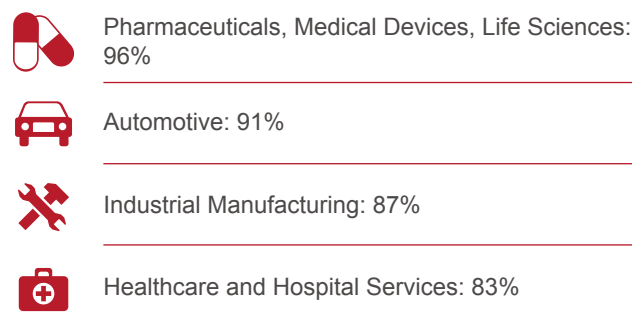 Pharmaceuticals, Medical Devices, Life Sciences:
96%
Automotive: 91%
Industrial Manufacturing: 87%
Healthcare and Hospital Services: 83%